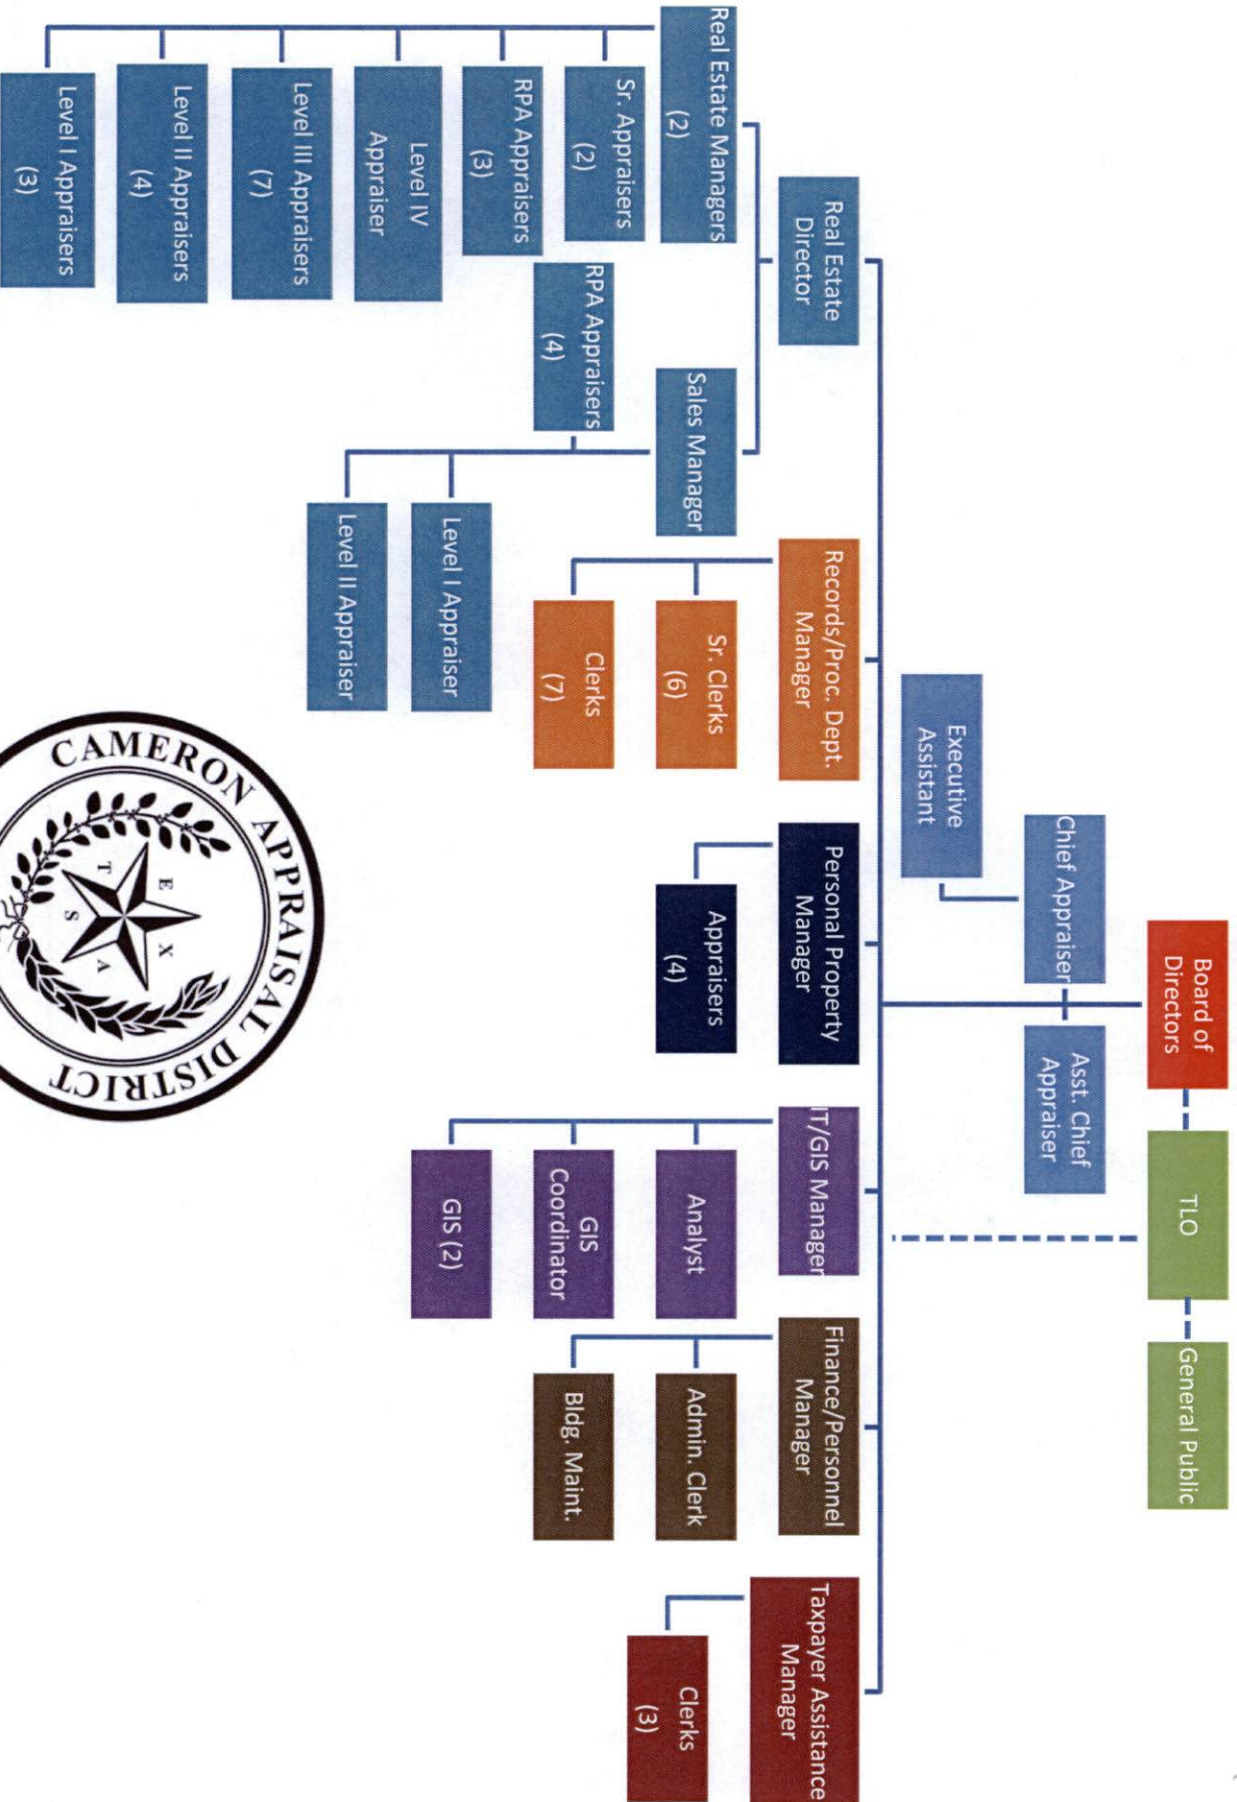 Board of
Directors
TLO
General Public
Chief Appraiser
Asst. Chief
Appraiser
Executive
Assistant
Real Estate
Director
Records/Proc. Dept.
Manager
Personal Property
Manager
IT/GIS Manager
Finance/Personnel
Manager
Taxpayer Assistance
Manager
Real Estate Managers
(2)
Sales Manager
Sr. Appraisers
(2)
RPA Appraisers
(3)
Level IV
Appraiser
Level III Appraisers
(7)
Level II Appraisers
(4)
Level I Appraisers
(3)
RPA Appraisers
(4)
Level I Appraiser
Level II Appraiser
Sr. Clerks
(6)
Clerks
(7)
Appraisers
(4)
Analyst
GIS
Coordinator
GIS (2)
Admin. Clerk
Bldg. Maint.
Clerks
(3)
CAMERON APPRAISAL DISTRICT
TEXAS